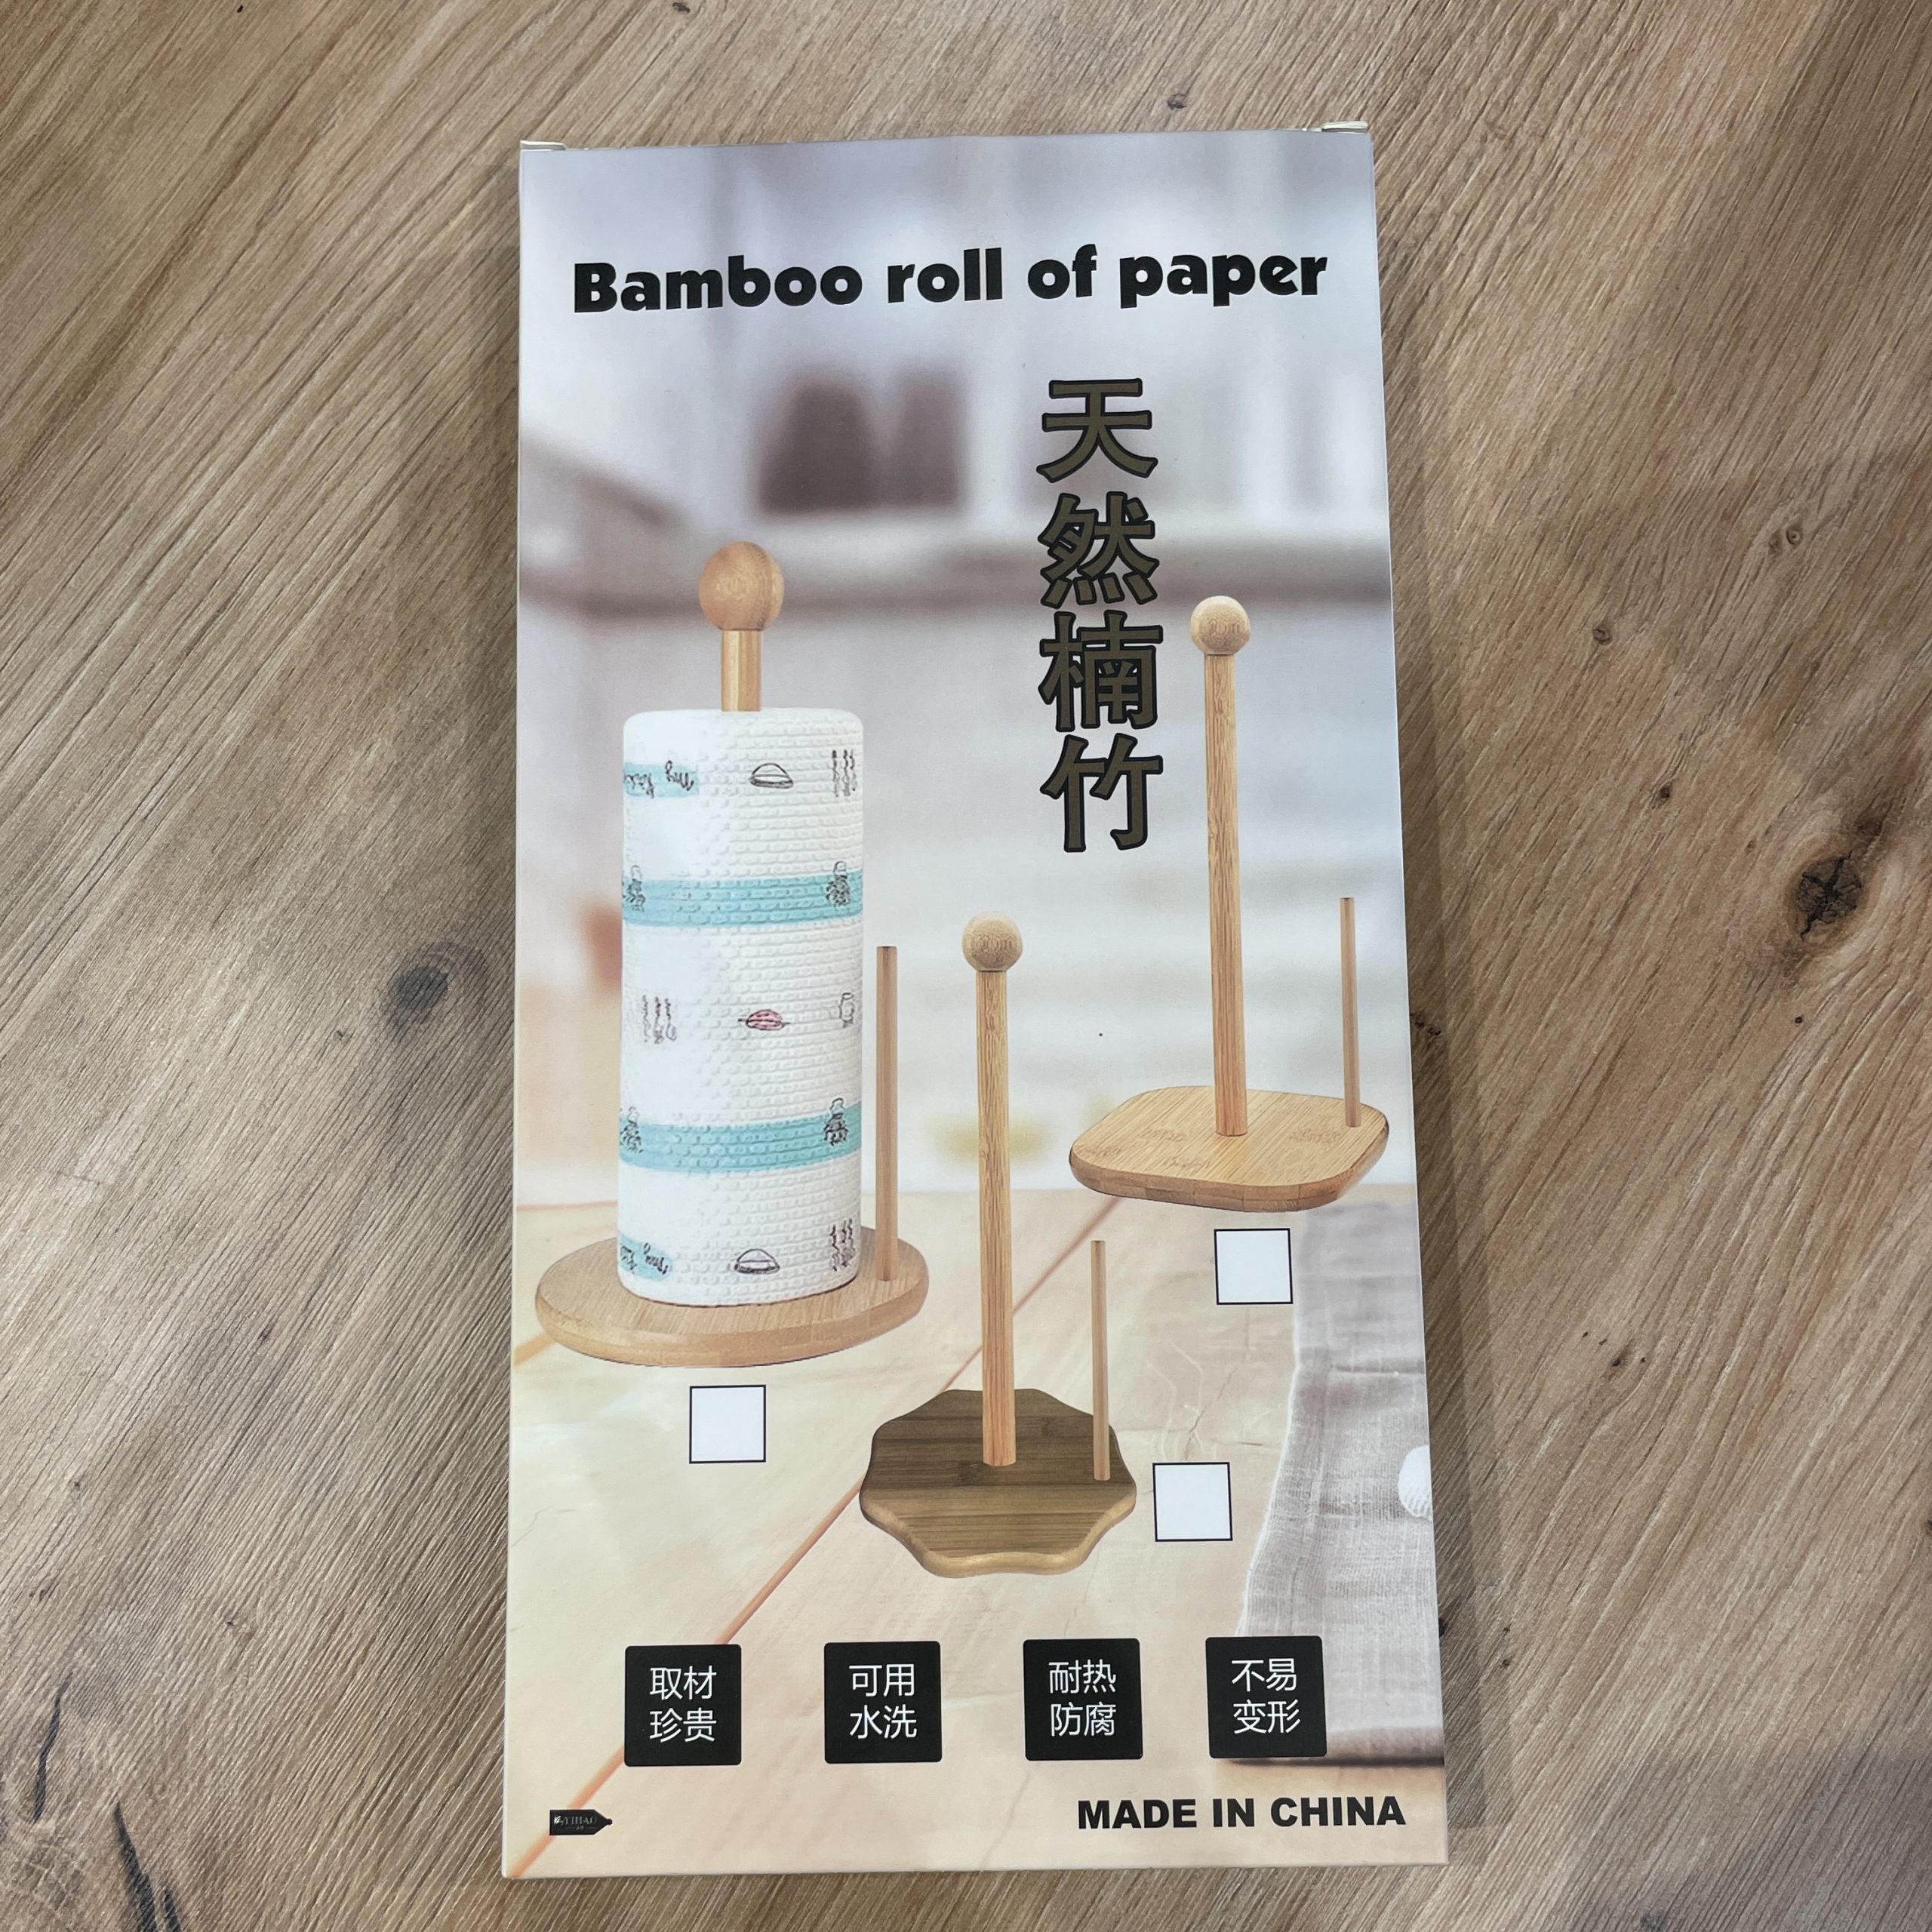 Bamboo roll of paper
天然楠竹
取材
珍贵
可用
水洗
耐热
防腐
不易
变形
YIHAO
MADE IN CHINA